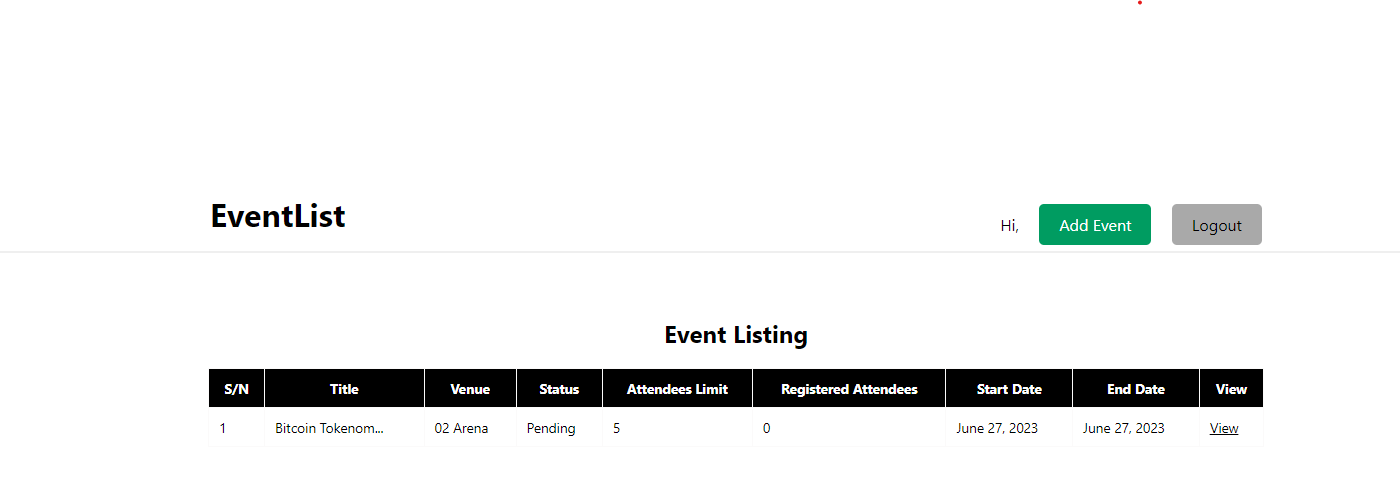 EventList
Hi, Add Event Logout
Event Listing
S/N Title Venue Status Attendees Limit Registered Attendees Start Date End Date View
1 Bitcoin Tokenom... 02 Arena Pending 5 0 June 27, 2023 June 27, 2023 View